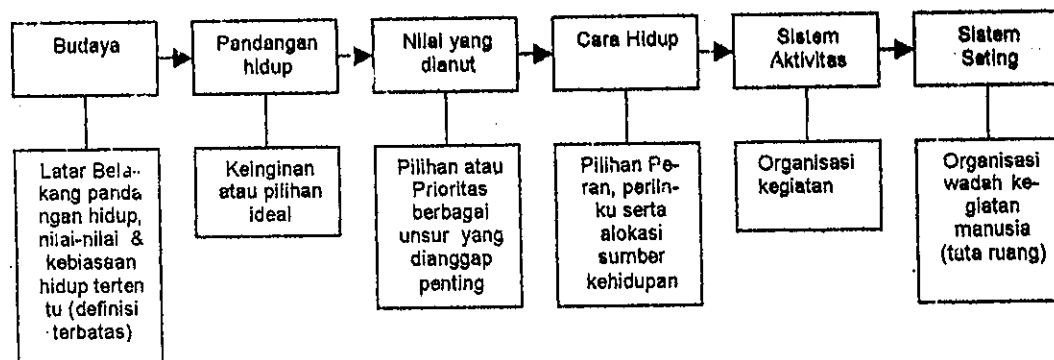 Budaya
Pandangan
hidup
Nilai yang
dianut
Cara Hidup
Sistem
Aktivitas
Sistem
Seting
Latar Bela-
kang panda
ngan hidup,
nilai-nilai &
kebiasaan
hidup terten
tu (definisi
terbatas)
Keinginan
atau pilihan
ideal
Pilihan atau
Prioritas
berbagai
unsur yang
dianggap
penting
Pilihan Pe-
ran, perlin-
ku serta
alokasi
sumber
kehidupan
Organisasi
kegiatan
Organisasi
wadah ke-
giatan
manusia
(tuta ruang)